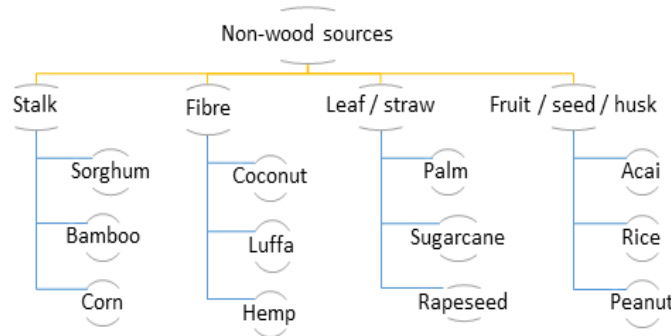 Non-wood sources
Stalk
Fibre
Leaf / straw
Fruit / seed / husk
Sorghum
Coconut
Palm
Acai
Bamboo
Luffa
Sugarcane
Rice
Corn
Hemp
Rapeseed
Peanut